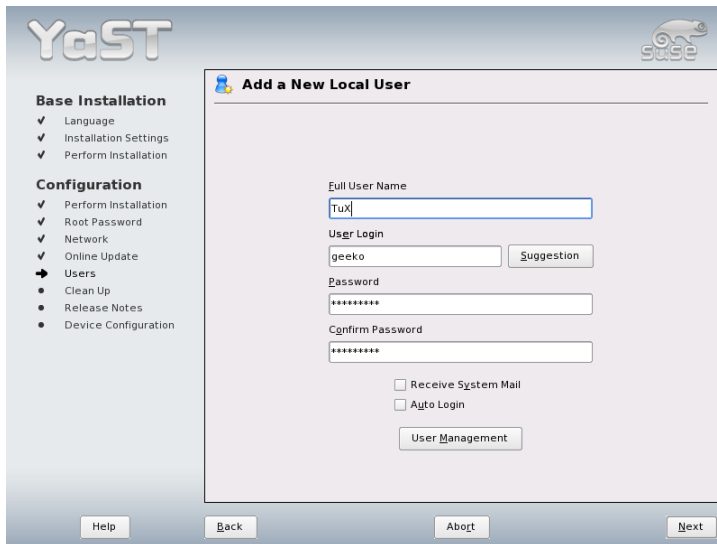 YaST
SUSE
Base Installation
Language
Installation Settings
Perform Installation
Configuration
Perform Installation
Root Password
Network
Online Update
Users
Clean Up
Release Notes
Device Configuration
Add a New Local User
Full User Name
TuX
User Login
geeko
Suggestion
Password
*********
Confirm Password
*********
Receive System Mail
Auto Login
User Management
Help
Back
Abort
Next